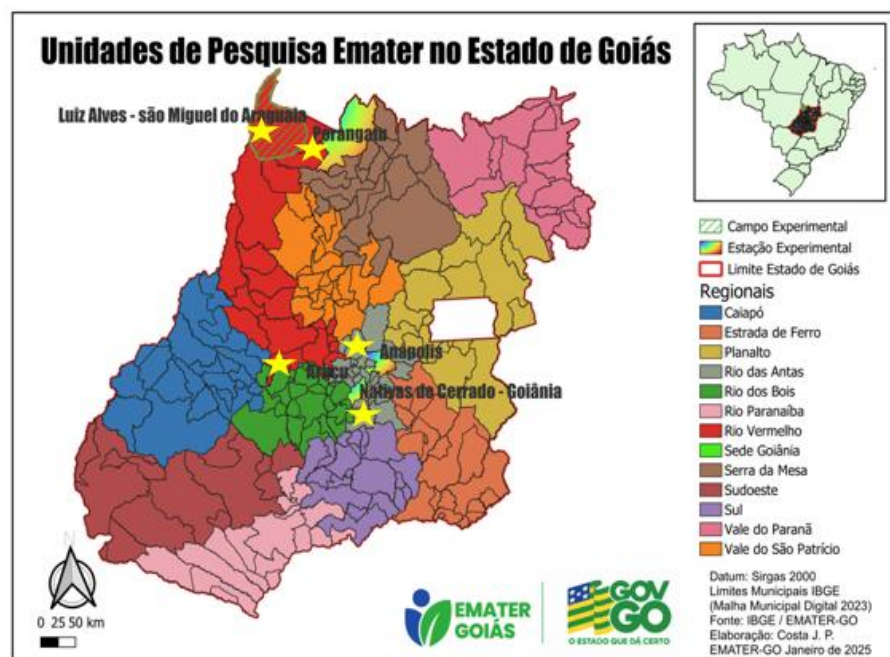 Unidades de Pesquisa Emater no Estado de Goiás
Luiz Alves - são Miguel do Araguaia
Porangatu
Anápolis
Araçu
Nativas do Cerrado - Goiânia
Campo Experimental
Estação Experimental
Limite Estado de Goiás
Regionais
Caiapó
Estrada de Ferro
Planalto
Rio das Antas
Rio dos Bois
Rio Paranaíba
Rio Vermelho
Sede Goiânia
Serra da Mesa
Sudoeste
Sul
Vale do Paranã
Vale do São Patrício
N
0 25 50 km
EMATER
GOIÁS
GOV
GO
O ESTADO QUE DÁ CERTO
Datum: Sirgas 2000
Limites Municipais IBGE
(Malha Municipal Digital 2023)
Fonte: IBGE / EMATER-GO
Elaboração: Costa J. P.
EMATER-GO Janeiro de 2025